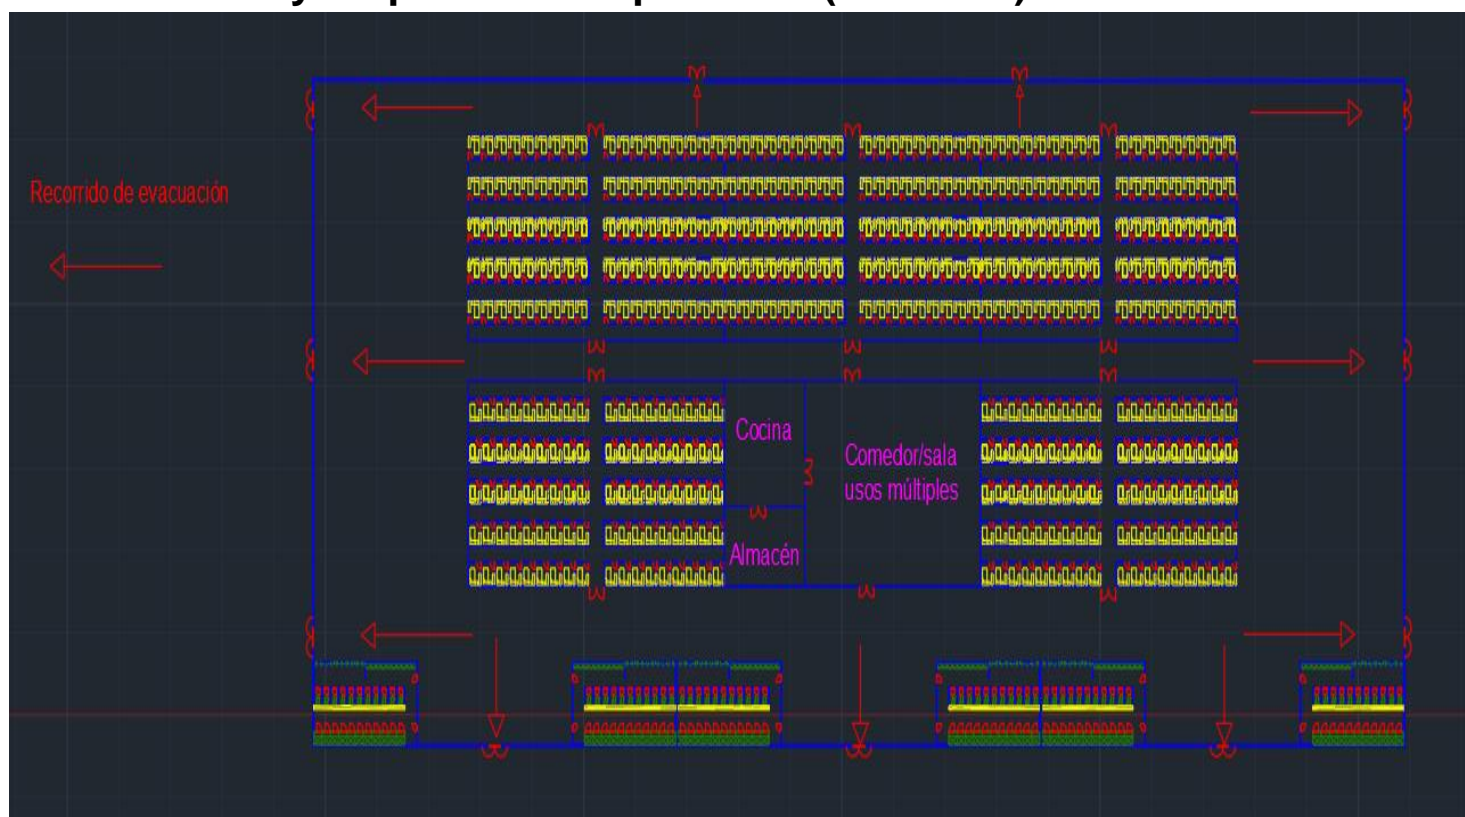 Recorrido de evacuación
Cocina
Comedor/sala
usos múltiples
Almacén